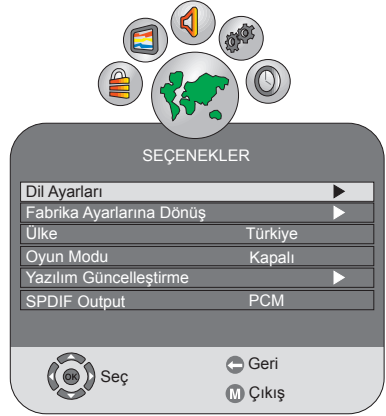 SEÇENEKLER
Dil Ayarları
Fabrika Ayarlarına Dönüş
Ülke Türkiye
Oyun Modu Kapalı
Yazılım Güncelleştirme
SPDIF Output PCM
OK Seç
Geri
M Çıkış